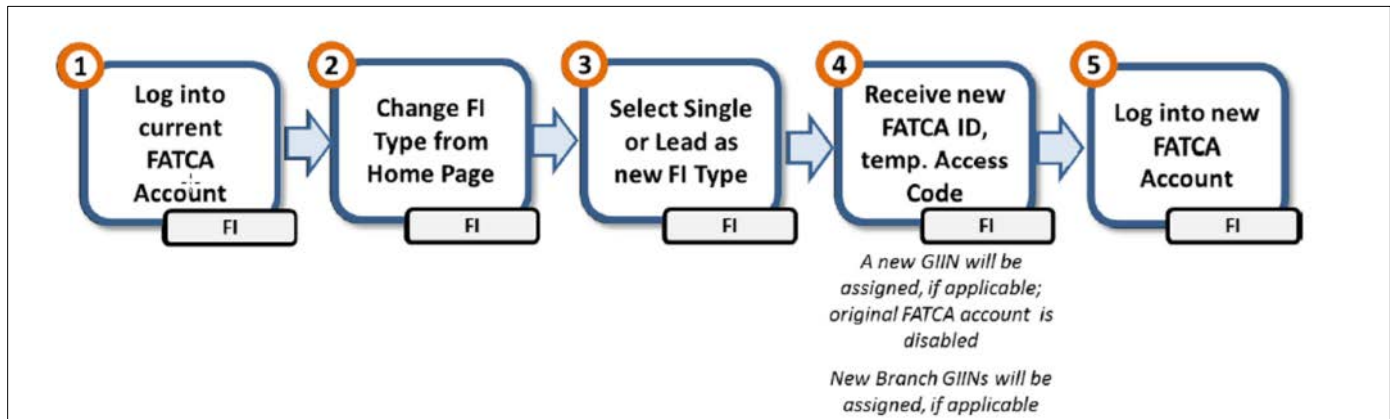 1
Log into
current
FATCA
Account
FI
2
Change FI
Type from
Home Page
FI
3
Select Single
or Lead as
new FI Type
FI
4
Receive new
FATCA ID,
temp. Access
Code
FI
A new GIIN will be
assigned, if applicable;
original FATCA account is
disabled
New Branch GIINs will be
assigned, if applicable
5
Log into new
FATCA
Account
FI